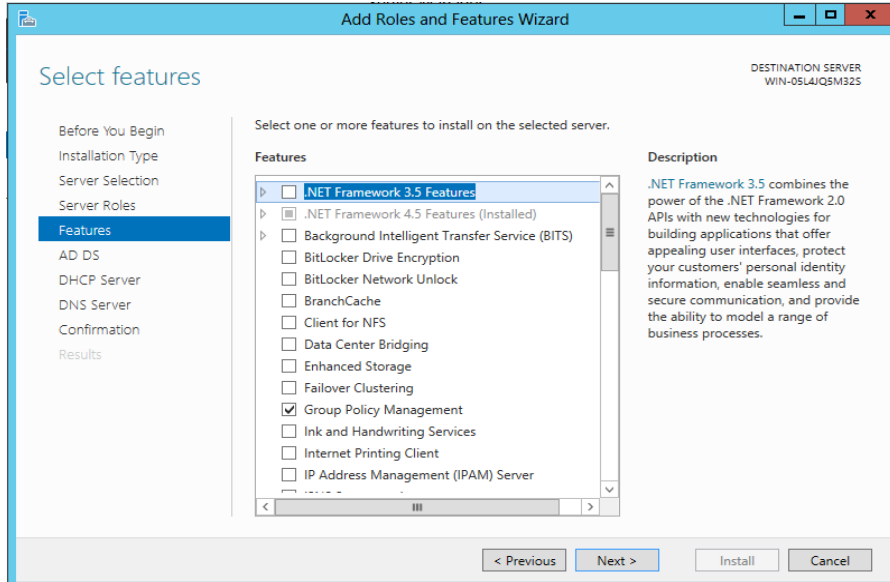 Add Roles and Features Wizard
Select features
DESTINATION SERVER
WIN-05L4JQ5M32S
Before You Begin
Installation Type
Server Selection
Server Roles
Features
AD DS
DHCP Server
DNS Server
Confirmation
Results
Select one or more features to install on the selected server.
Features
.NET Framework 3.5 Features
.NET Framework 4.5 Features (Installed)
Background Intelligent Transfer Service (BITS)
BitLocker Drive Encryption
BitLocker Network Unlock
BranchCache
Client for NFS
Data Center Bridging
Enhanced Storage
Failover Clustering
Group Policy Management
Ink and Handwriting Services
Internet Printing Client
IP Address Management (IPAM) Server
Description
.NET Framework 3.5 combines the
power of the .NET Framework 2.0
APIs with new technologies for
building applications that offer
appealing user interfaces, protect
your customers' personal identity
information, enable seamless and
secure communication, and provide
the ability to model a range of
business processes.
< Previous
Next >
Install
Cancel